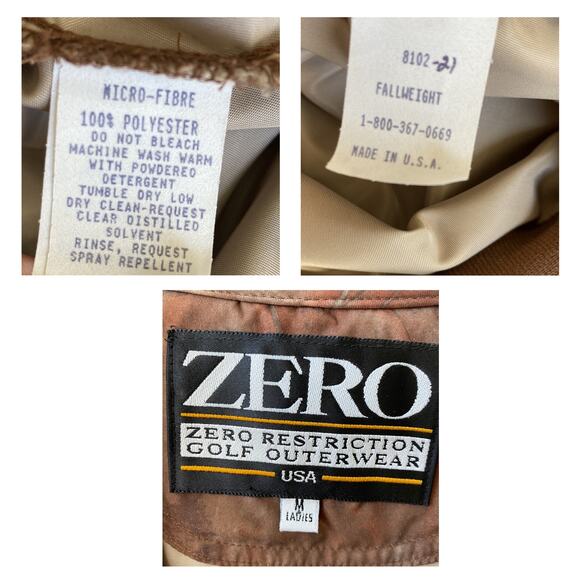 MICRO-FIBRE
100% POLYESTER
DO NOT BLEACH
MACHINE WASH WARM
WITH POWDERED
DETERGENT
TUMBLE DRY LOW
DRY CLEAN-REQUEST
CLEAR DISTILLED
SOLVENT
RINSE, REQUEST
SPRAY REPELLENT
8102-21
FALLWEIGHT
1-800-367-0669
MADE IN U.S.A.
ZERO
ZERO RESTRICTION
GOLF OUTERWEAR
USA
M
LADIES